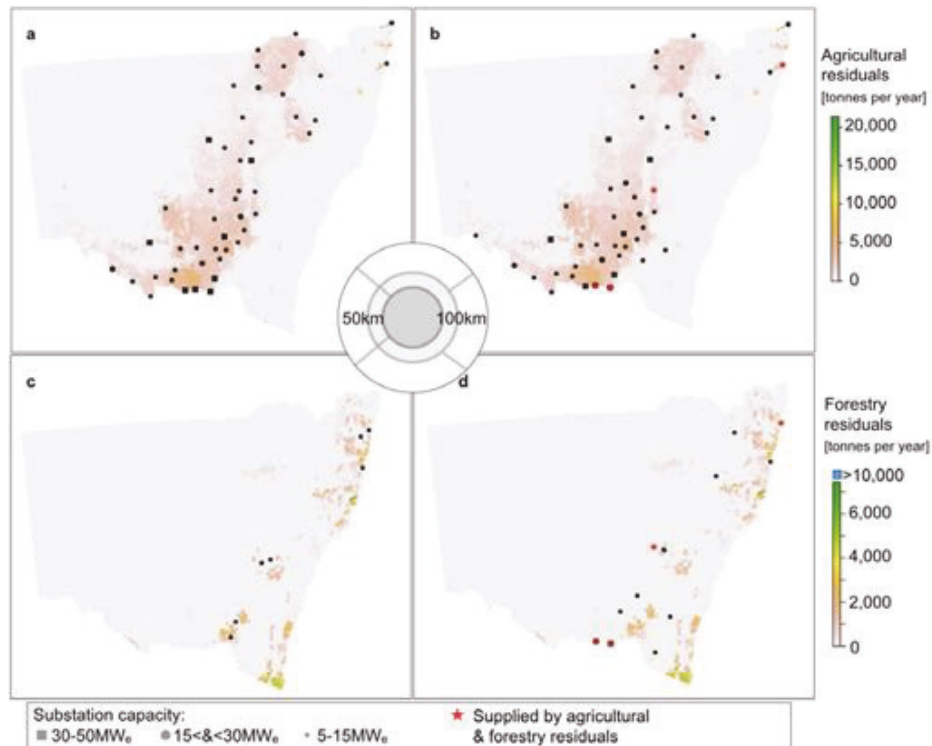 a
b
Agricultural
residuals
[tonnes per year]
20,000
15,000
10,000
5,000
0
50km
100km
c
d
Forestry
residuals
[tonnes per year]
>10,000
6,000
4,000
2,000
0
Substation capacity:
30-50MWe
15<&<30MWe
5-15MWe
Supplied by agricultural
& forestry residuals